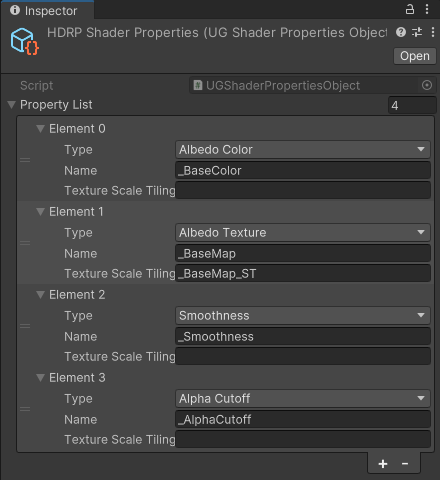 Inspector
HDRP Shader Properties (UG Shader Properties Object
Open
Script UGShaderPropertiesObject
Property List 4
Element 0
Type Albedo Color
Name _BaseColor
Texture Scale Tiling
Element 1
Type Albedo Texture
Name _BaseMap
Texture Scale Tiling _BaseMap_ST
Element 2
Type Smoothness
Name _Smoothness
Texture Scale Tiling
Element 3
Type Alpha Cutoff
Name _AlphaCutoff
Texture Scale Tiling
+ -